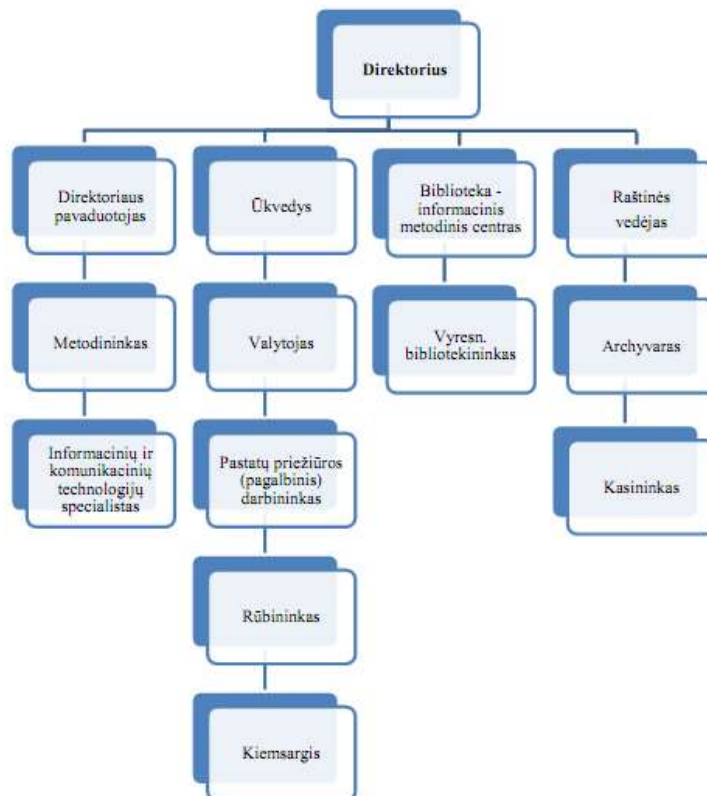 Direktorius
Direktoriaus
pavaduotojas
Ūkvedys
Biblioteka -
informacinis
metodinis centras
Raštinės
vedėjas
Metodininkas
Valytojas
Vyresn.
bibliotekininkas
Archyvaras
Informacinių ir
komunikacinių
technologijų
specialistas
Pastatų priežiūros
(pagalbinis)
darbininkas
Kasininkas
Rūbininkas
Kiemsargis